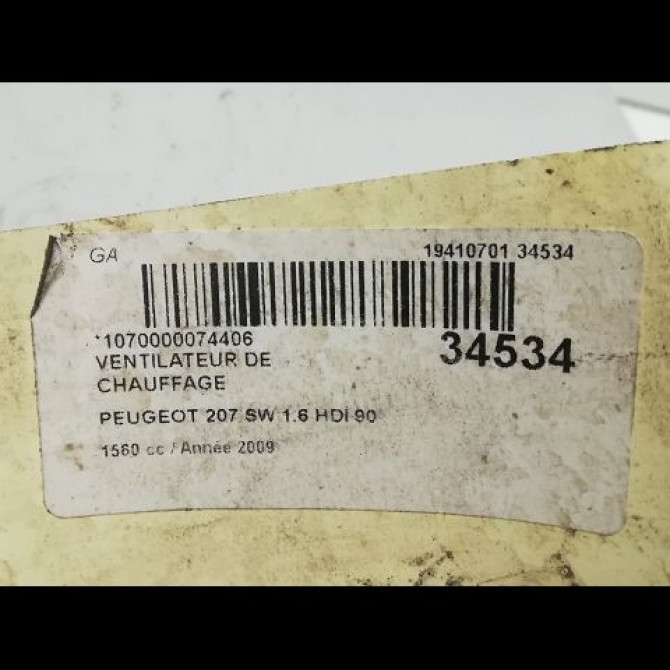 GA 19410701 34534
*1070000074406 34534
VENTILATEUR DE
CHAUFFAGE
PEUGEOT 207 SW 1.6 HDi 90
1560 cc / Année 2009